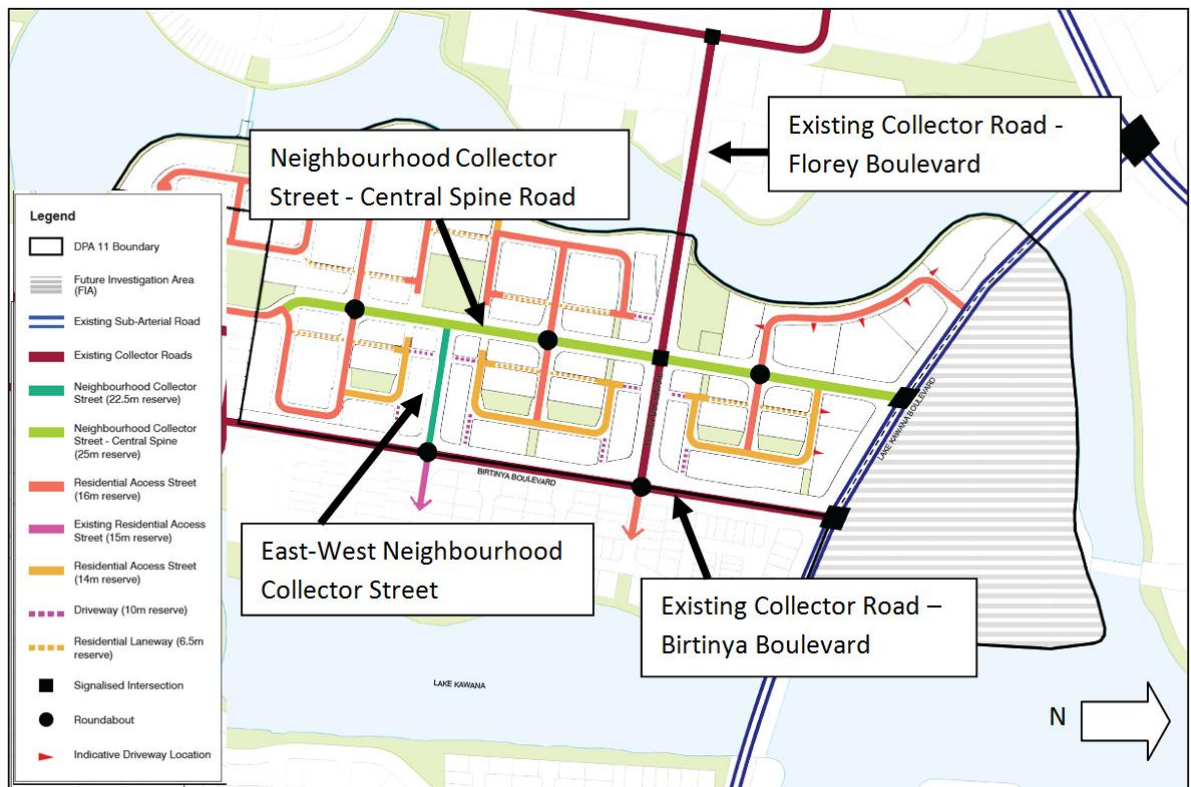 Existing Collector Road -
Florey Boulevard
Neighbourhood Collector
Street - Central Spine Road
Legend
DPA 11 Boundary
Future Investigation Area
(FIA)
Existing Sub-Arterial Road
Existing Collector Roads
Neighbourhood Collector
Street (22.5m reserve)
Neighbourhood Collector
Street - Central Spine
(25m reserve)
Residential Access Street
(16m reserve)
Existing Residential Access
Street (15m reserve)
Residential Access Street
(14m reserve)
Driveway (10m reserve)
Residential Laneway (6.5m
reserve)
Signalised Intersection
Roundabout
Indicative Driveway Location
LAKE KAWANA BOULEVARD
BIRTINYA BOULEVARD
East-West Neighbourhood
Collector Street
Existing Collector Road –
Birtinya Boulevard
LAKE KAWANA
N